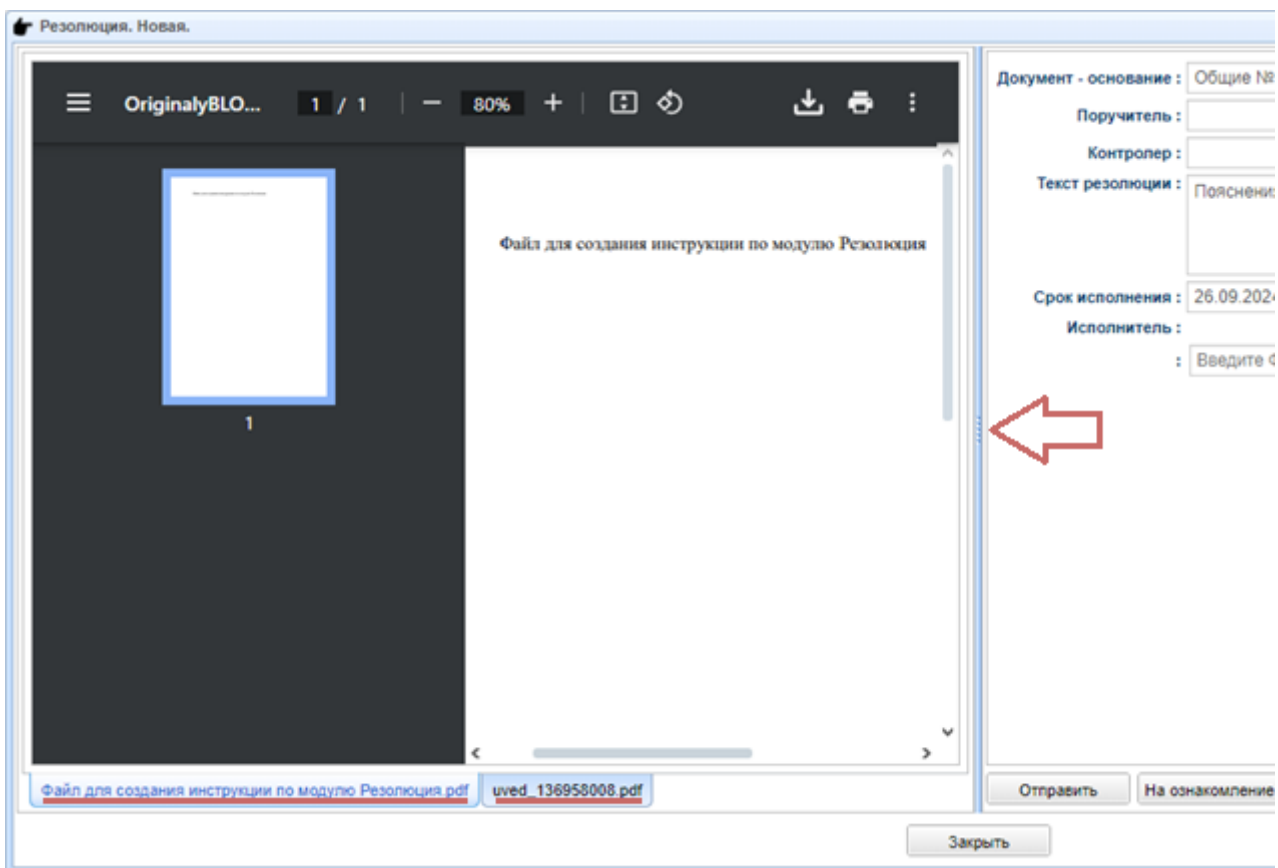 Резолюция. Новая.
OriginalyBLO... 1 / 1 80%
Файл для создания инструкции по модулю Резолюция
1
Файл для создания инструкции по модулю Резолюция.pdf uved_136958008.pdf
Документ - основание : Общие №
Поручитель :
Контролер :
Текст резолюции : Пояснени
Срок исполнения : 26.09.202
Исполнитель :
: Введите
Отправить На ознакомление
Закрыть